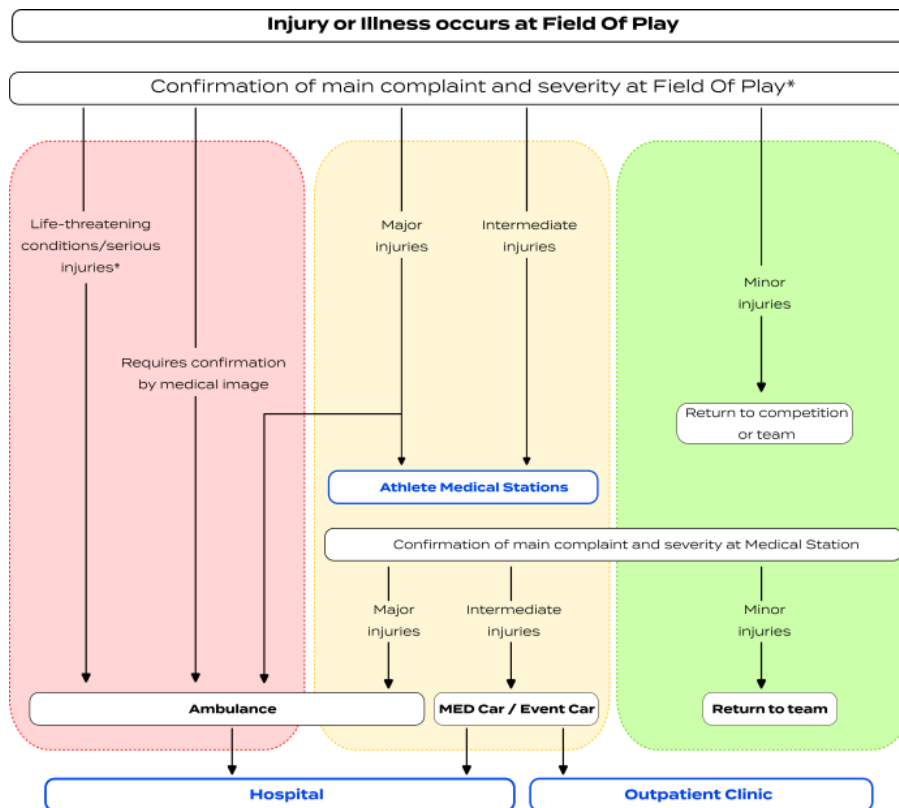 Injury or Illness occurs at Field Of Play
Confirmation of main complaint and severity at Field Of Play*
Life-threatening
conditions/serious
injuries*
Major
injuries
Intermediate
injuries
Minor
injuries
Requires confirmation
by medical image
Return to competition
or team
Athlete Medical Stations
Confirmation of main complaint and severity at Medical Station
Major
injuries
Intermediate
injuries
Minor
injuries
Ambulance
MED Car / Event Car
Return to team
Hospital
Outpatient Clinic